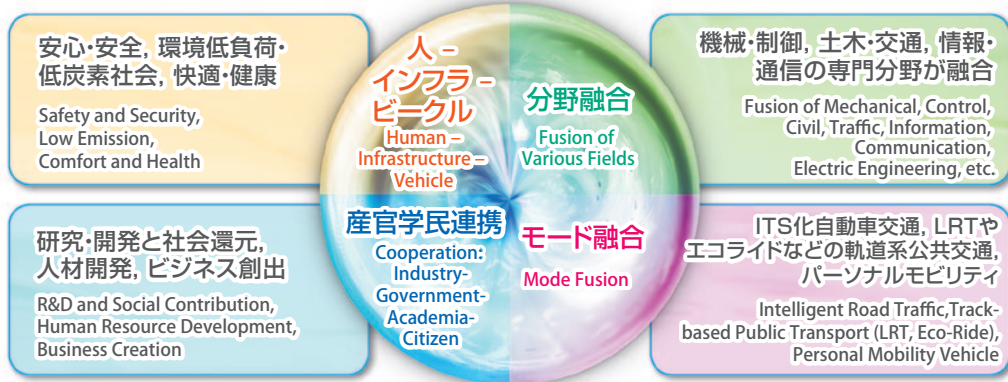 安心・安全, 環境低負荷・
低炭素社会, 快適・健康
Safety and Security,
Low Emission,
Comfort and Health
人 –
インフラ –
ビークル
Human –
Infrastructure –
Vehicle
分野融合
Fusion of
Various Fields
機械・制御, 土木・交通, 情報・
通信の専門分野が融合
Fusion of Mechanical, Control,
Civil, Traffic, Information,
Communication,
Electric Engineering, etc.
研究・開発と社会還元,
人材開発, ビジネス創出
R&D and Social Contribution,
Human Resource Development,
Business Creation
産官学民連携
Cooperation:
Industry-
Government-
Academia-
Citizen
モード融合
Mode Fusion
ITS化自動車交通, LRTや
エコライドなどの軌道系公共交通,
パーソナルモビリティ
Intelligent Road Traffic,Track-
based Public Transport (LRT, Eco-Ride),
Personal Mobility Vehicle